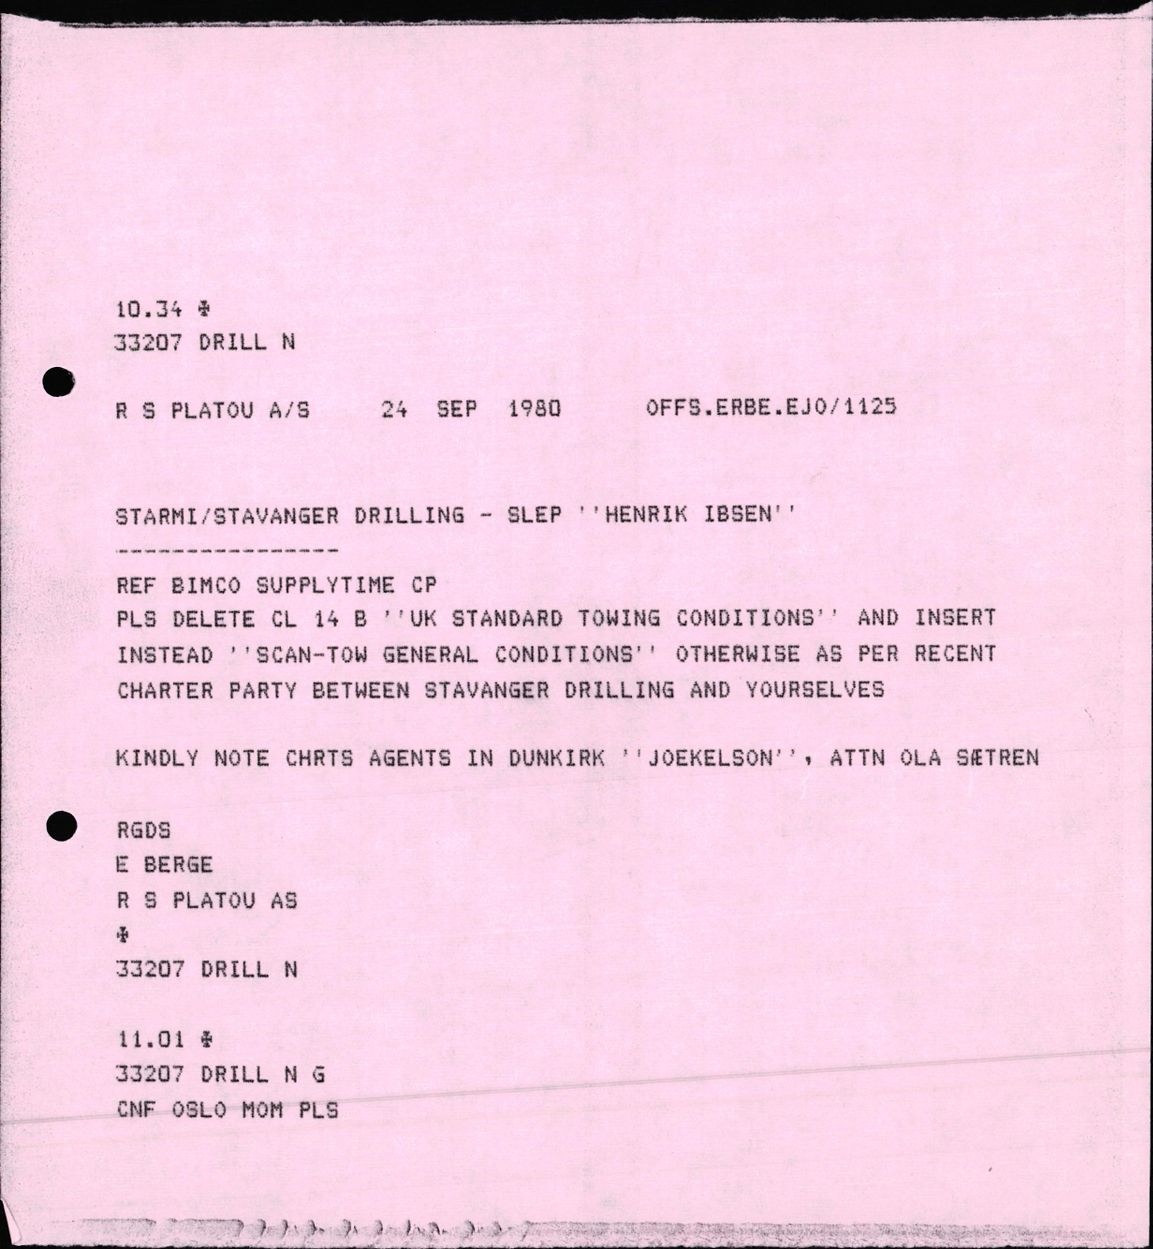 10.34 ✠
33207 DRILL N
R S PLATOU A/S 24 SEP 1980 OFFS.ERBE.EJO/1125
STARMI/STAVANGER DRILLING - SLEP ''HENRIK IBSEN''
----------------
REF BIMCO SUPPLYTIME CP
PLS DELETE CL 14 B ''UK STANDARD TOWING CONDITIONS'' AND INSERT
INSTEAD ''SCAN-TOW GENERAL CONDITIONS'' OTHERWISE AS PER RECENT
CHARTER PARTY BETWEEN STAVANGER DRILLING AND YOURSELVES
KINDLY NOTE CHRTS AGENTS IN DUNKIRK ''JOEKELSON'', ATTN OLA SÆTREN
RGDS
E BERGE
R S PLATOU AS
✠
33207 DRILL N
11.01 ✠
33207 DRILL N G
CNF OSLO MOM PLS